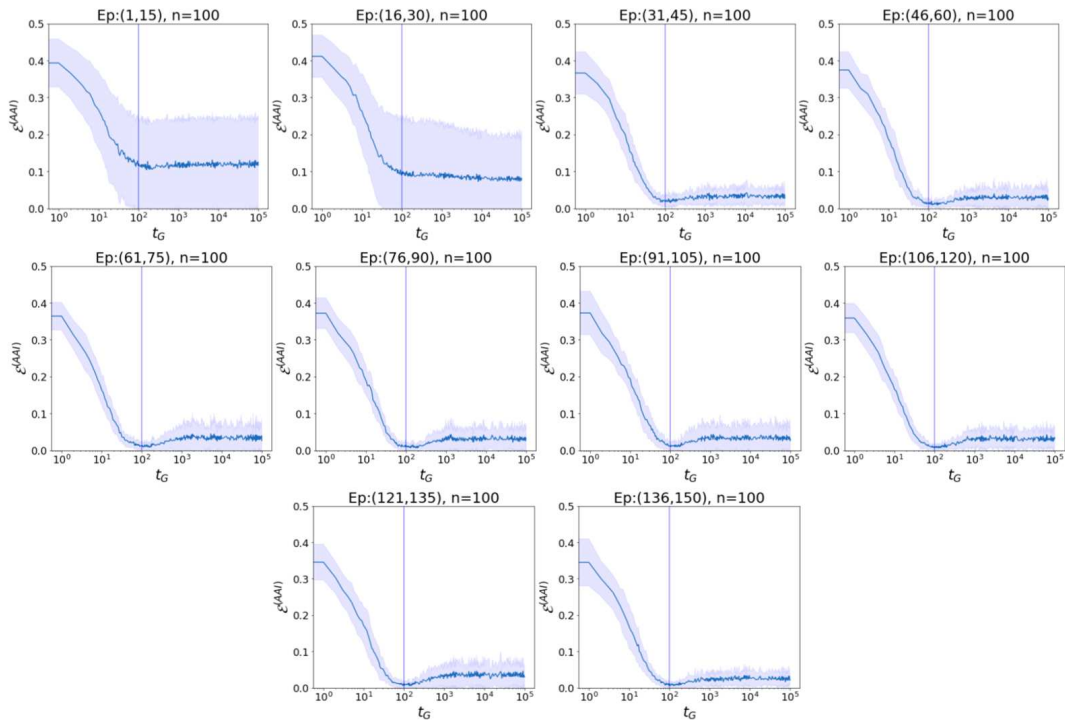 Ep:(1,15), n=100
Ep:(16,30), n=100
Ep:(31,45), n=100
Ep:(46,60), n=100
0.5
0.4
0.3
0.2
0.1
0.0
ℰ^(AAI)
10⁰ 10¹ 10² 10³ 10⁴ 10⁵
t_G
0.5
0.4
0.3
0.2
0.1
0.0
ℰ^(AAI)
10⁰ 10¹ 10² 10³ 10⁴ 10⁵
t_G
0.5
0.4
0.3
0.2
0.1
0.0
ℰ^(AAI)
10⁰ 10¹ 10² 10³ 10⁴ 10⁵
t_G
0.5
0.4
0.3
0.2
0.1
0.0
ℰ^(AAI)
10⁰ 10¹ 10² 10³ 10⁴ 10⁵
t_G
Ep:(61,75), n=100
Ep:(76,90), n=100
Ep:(91,105), n=100
Ep:(106,120), n=100
0.5
0.4
0.3
0.2
0.1
0.0
ℰ^(AAI)
10⁰ 10¹ 10² 10³ 10⁴ 10⁵
t_G
0.5
0.4
0.3
0.2
0.1
0.0
ℰ^(AAI)
10⁰ 10¹ 10² 10³ 10⁴ 10⁵
t_G
0.5
0.4
0.3
0.2
0.1
0.0
ℰ^(AAI)
10⁰ 10¹ 10² 10³ 10⁴ 10⁵
t_G
0.5
0.4
0.3
0.2
0.1
0.0
ℰ^(AAI)
10⁰ 10¹ 10² 10³ 10⁴ 10⁵
t_G
Ep:(121,135), n=100
Ep:(136,150), n=100
0.5
0.4
0.3
0.2
0.1
0.0
ℰ^(AAI)
10⁰ 10¹ 10² 10³ 10⁴ 10⁵
t_G
0.5
0.4
0.3
0.2
0.1
0.0
ℰ^(AAI)
10⁰ 10¹ 10² 10³ 10⁴ 10⁵
t_G